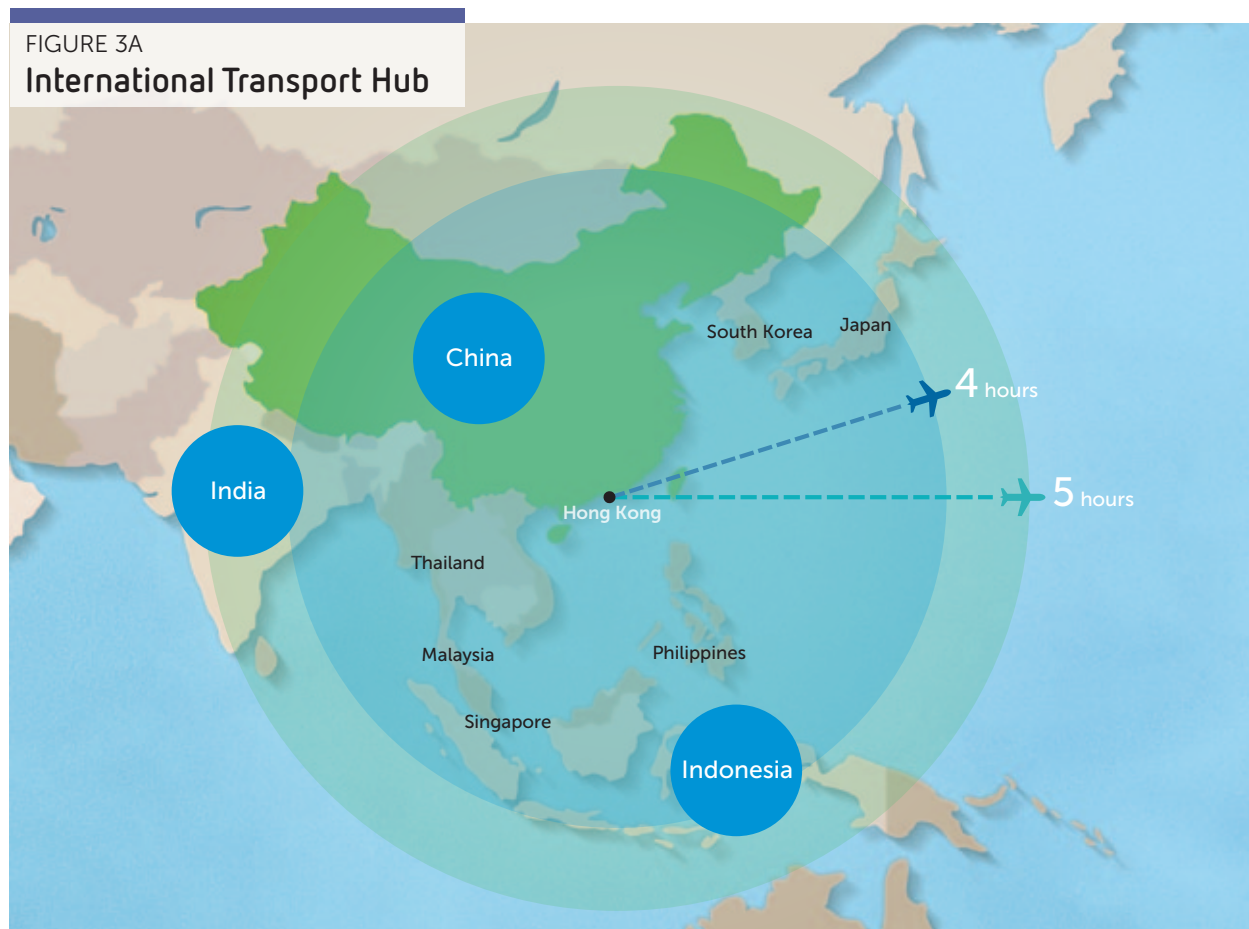 FIGURE 3A
International Transport Hub
China
South Korea
Japan
4 hours
India
5 hours
Hong Kong
Thailand
Malaysia
Philippines
Singapore
Indonesia